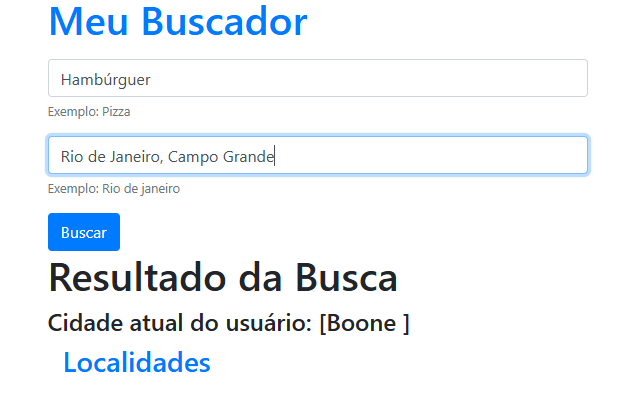 Meu Buscador
Hambúrguer
Exemplo: Pizza
Rio de Janeiro, Campo Grande
Exemplo: Rio de janeiro
Buscar
Resultado da Busca
Cidade atual do usuário: [Boone ]
Localidades